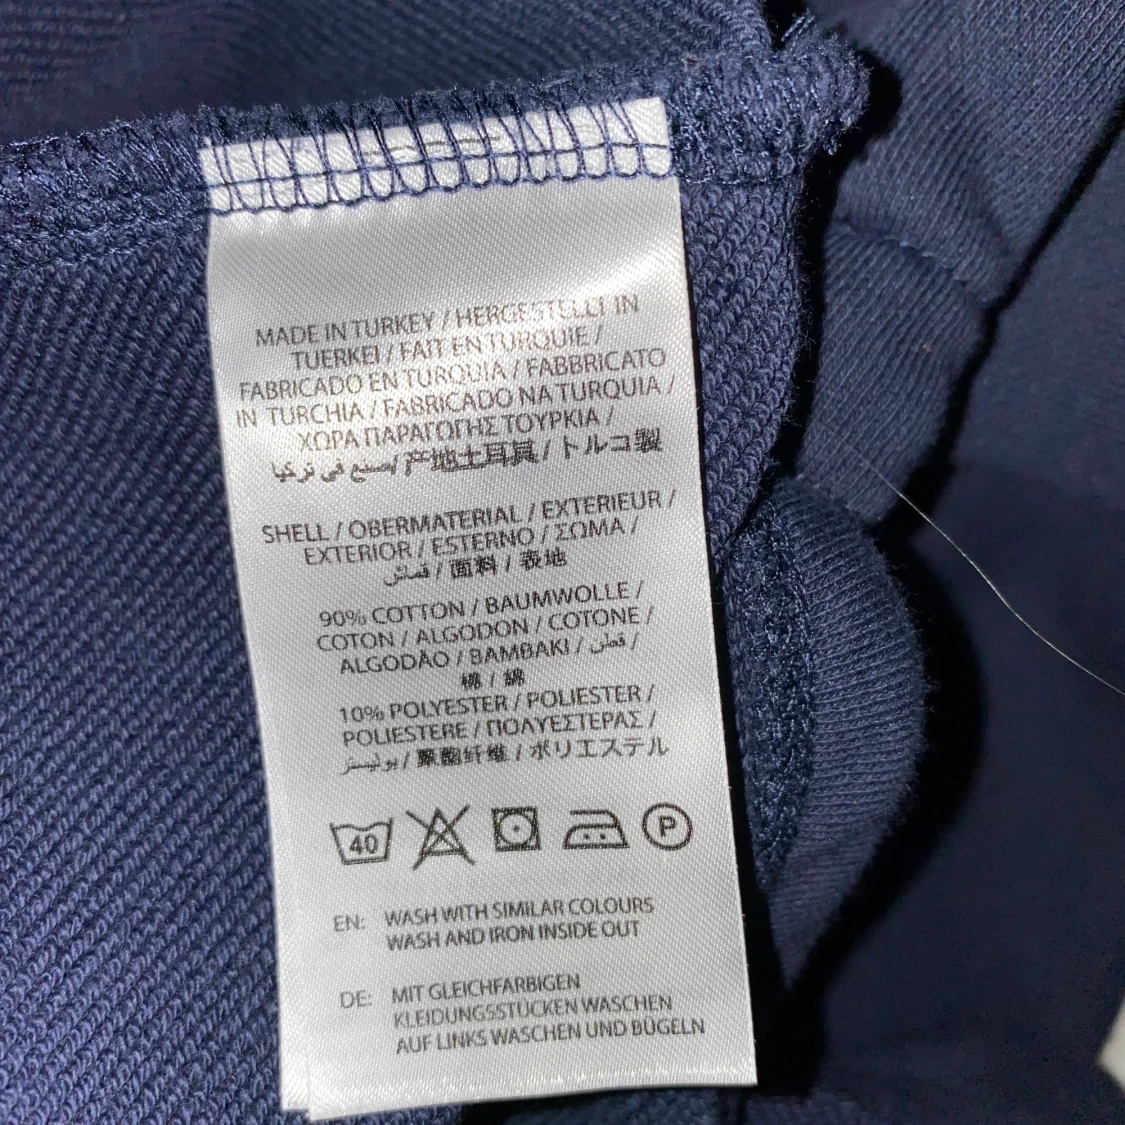 MADE IN TURKEY / HERGESTELLT IN
TUERKEI / FAIT EN TURQUIE /
FABRICADO EN TURQUIA / FABBRICATO
IN TURCHIA / FABRICADO NA TURQUIA /
ΧΩΡΑ ΠΑΡΑΓΟΓΗΣ ΤΟΥΡΚΙΑ /
صنع في تركيا / 产地土耳其 / トルコ製
SHELL / OBERMATERIAL / EXTERIEUR /
EXTERIOR / ESTERNO / ΣΩΜΑ /
قماش / 面料 / 表地
90% COTTON / BAUMWOLLE /
COTON / ALGODON / COTONE /
ALGODÃO / BAMBAKI / قطن /
棉 / 綿
10% POLYESTER / POLIESTER /
POLIESTERE / ΠΟΛΥΕΣΤΕΡΑΣ /
بوليستر / 聚酯纤维 / ポリエステル
40 P
EN: WASH WITH SIMILAR COLOURS
WASH AND IRON INSIDE OUT
DE: MIT GLEICHFARBIGEN
KLEIDUNGSSTÜCKEN WASCHEN
AUF LINKS WASCHEN UND BÜGELN